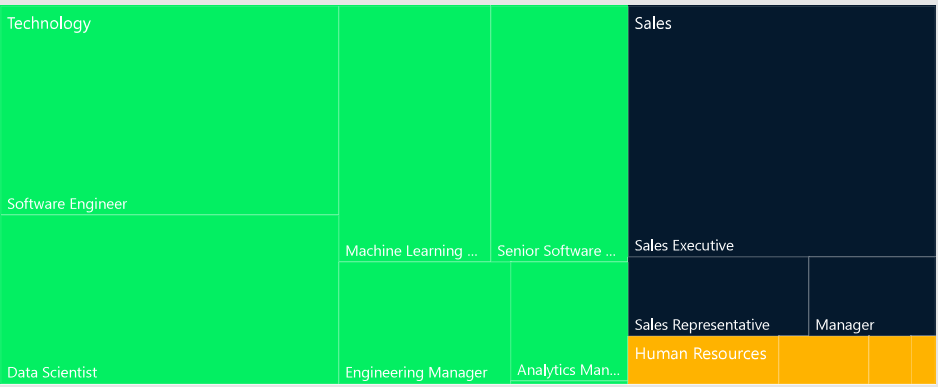 Technology
Software Engineer
Data Scientist
Machine Learning ...
Senior Software ...
Engineering Manager
Analytics Man...
Sales
Sales Executive
Sales Representative
Manager
Human Resources